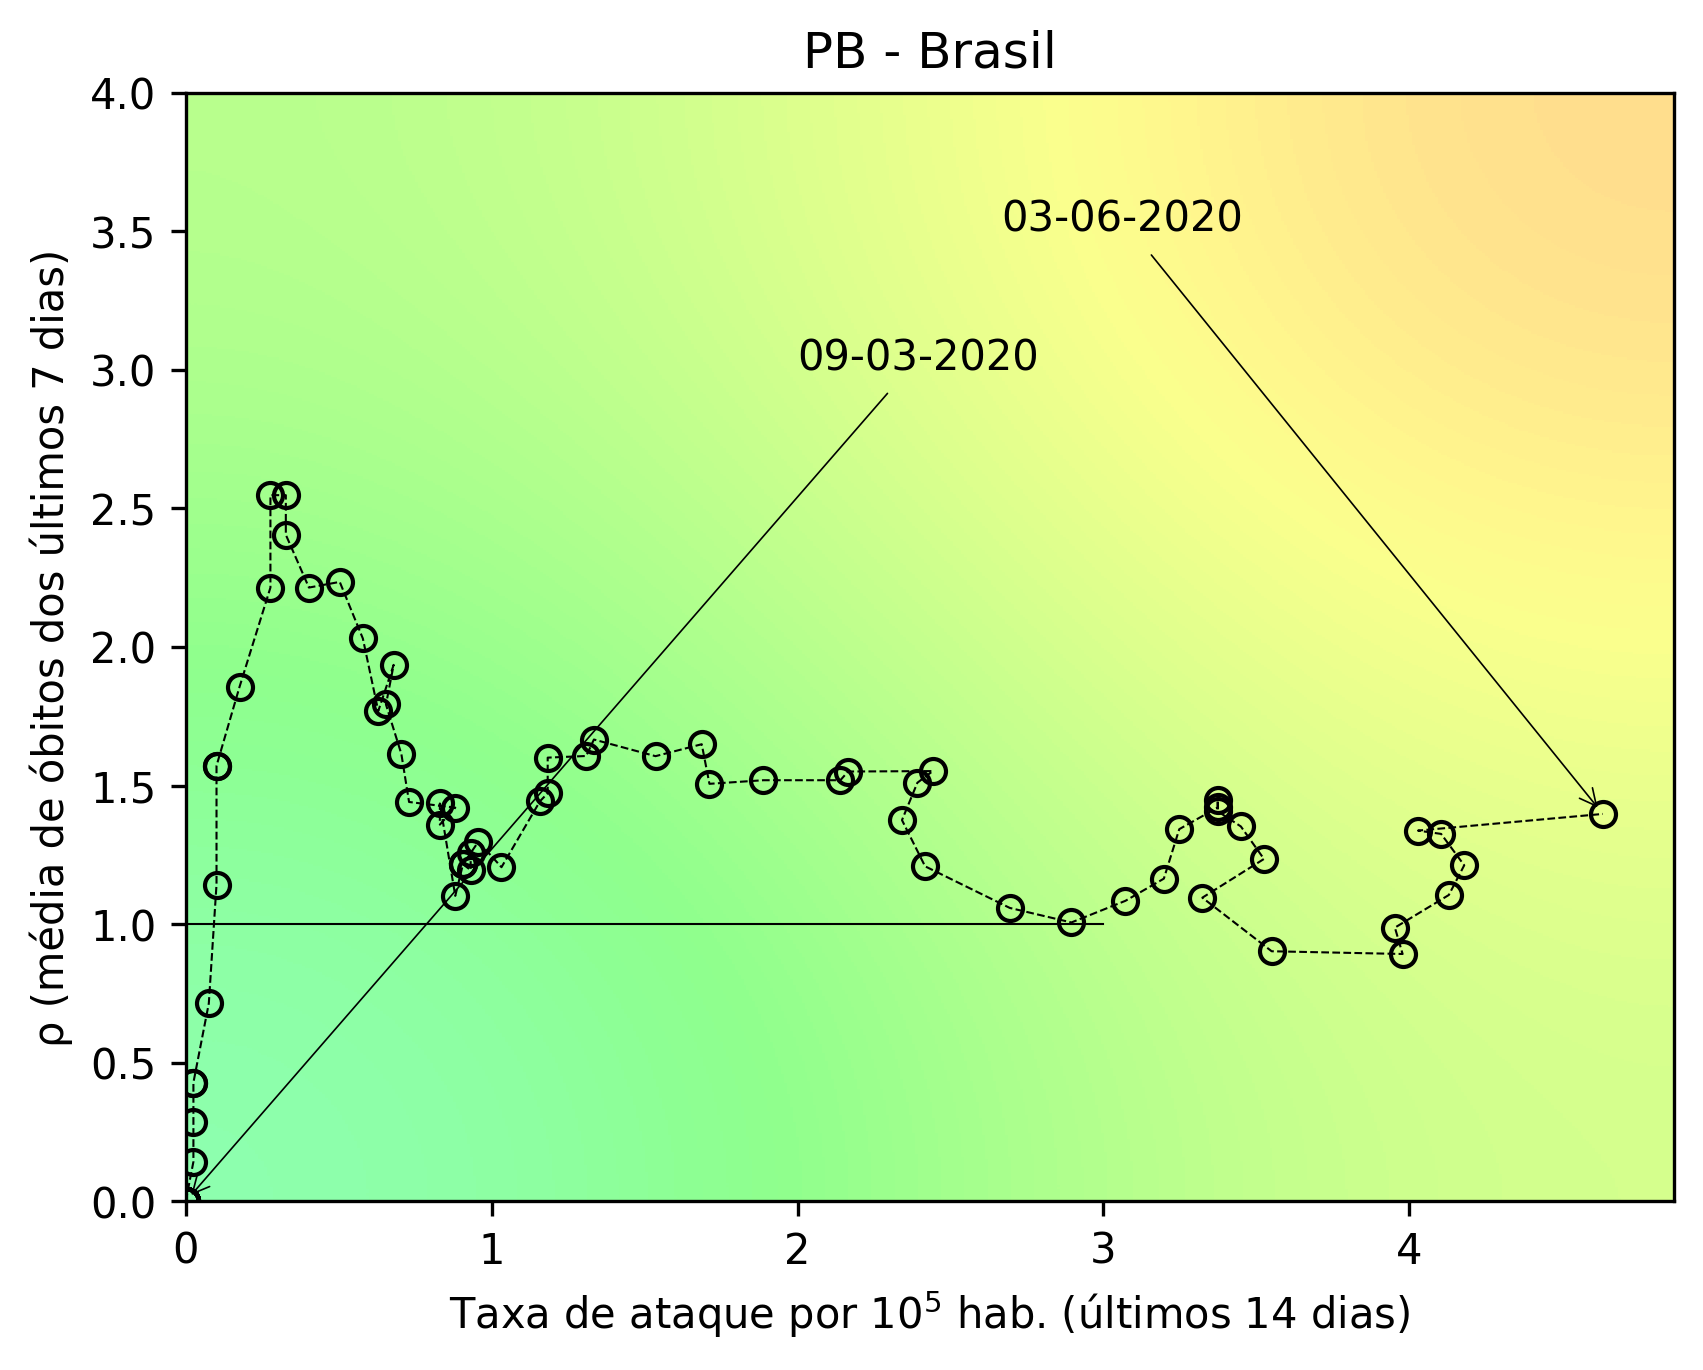 PB - Brasil
4.0
3.5
3.0
2.5
2.0
1.5
1.0
0.5
0.0
ρ (média de óbitos dos últimos 7 dias)
03-06-2020
09-03-2020
0 1 2 3 4
Taxa de ataque por 10⁵ hab. (últimos 14 dias)